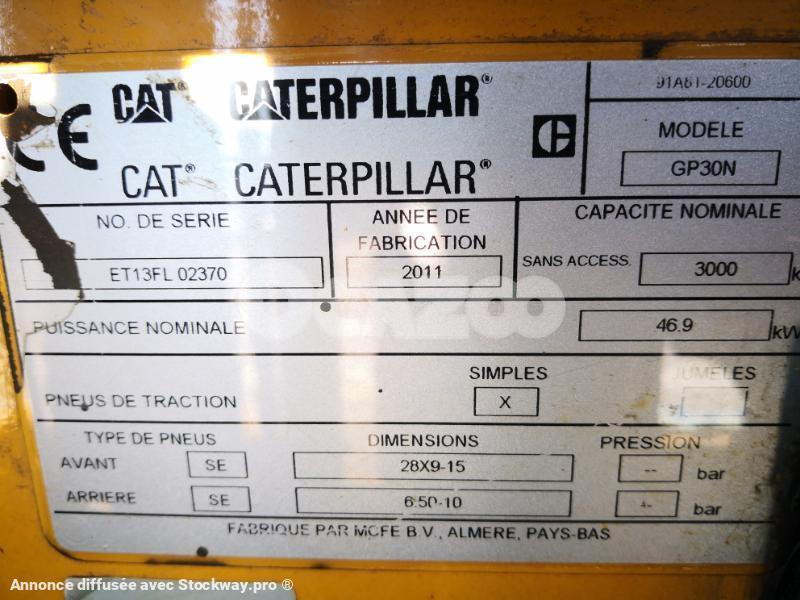 CE CAT® CATERPILLAR®
CAT® CATERPILLAR®
91A61-20600
MODELE
GP30N
NO. DE SERIE
ET13FL 02370
ANNEE DE
FABRICATION
2011
CAPACITE NOMINALE
SANS ACCESS. 3000 k
PUISSANCE NOMINALE 46.9 kW
SIMPLES JUMELES
PNEUS DE TRACTION X
TYPE DE PNEUS DIMENSIONS PRESSION
AVANT SE 28X9-15 -- bar
ARRIERE SE 6.50-10 bar
FABRIQUE PAR MCFE B.V., ALMERE, PAYS-BAS
OCAZOO
Annonce diffusée avec Stockway.pro ®